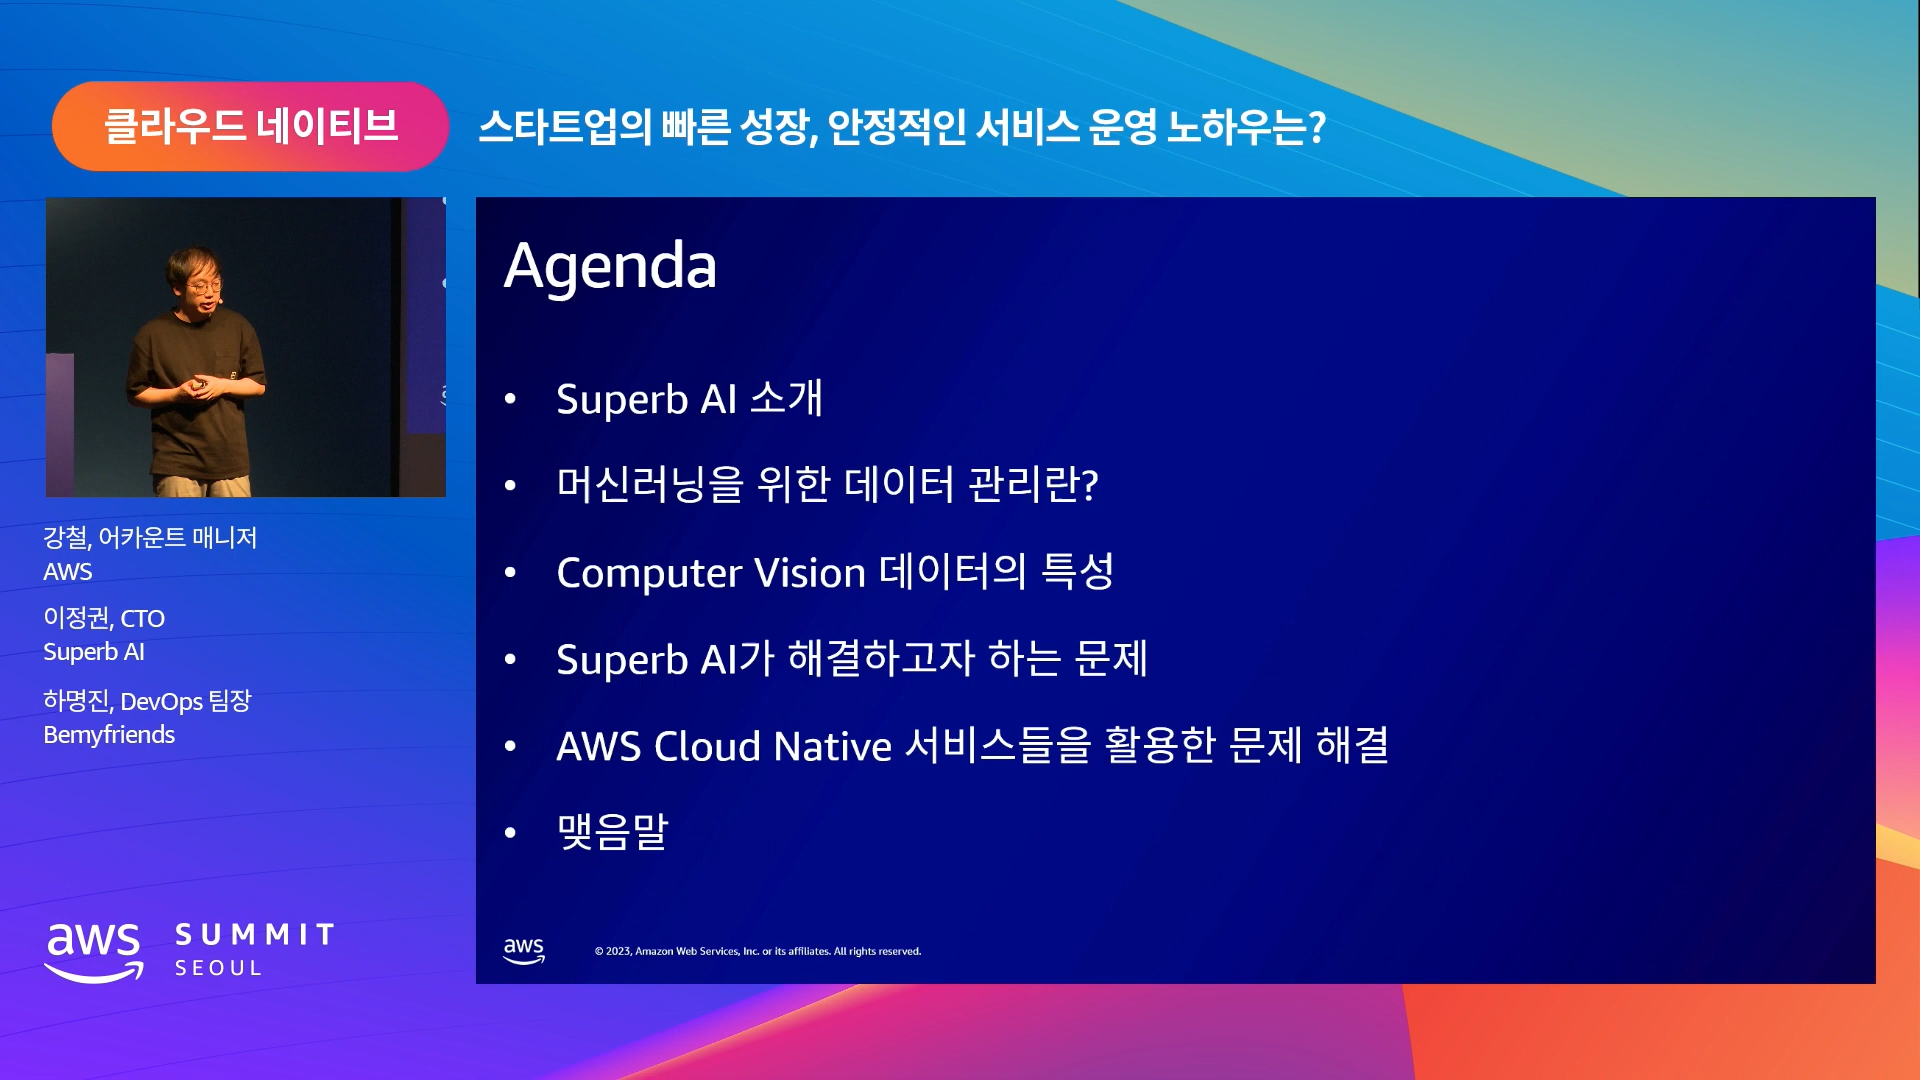 클라우드 네이티브
스타트업의 빠른 성장, 안정적인 서비스 운영 노하우는?
강철, 어카운트 매니저
AWS
이정권, CTO
Superb AI
하명진, DevOps 팀장
Bemyfriends
aws SUMMIT
SEOUL
Agenda
• Superb AI 소개
• 머신러닝을 위한 데이터 관리란?
• Computer Vision 데이터의 특성
• Superb AI가 해결하고자 하는 문제
• AWS Cloud Native 서비스들을 활용한 문제 해결
• 맺음말
aws
© 2023, Amazon Web Services, Inc. or its affiliates. All rights reserved.